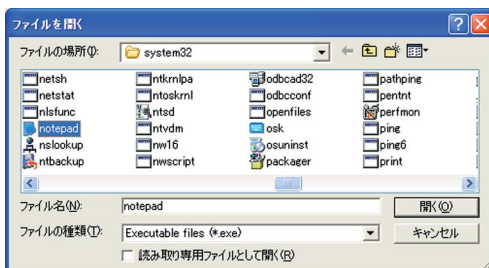 ファイルを開く
ファイルの場所(I): system32
netsh ntkrnlpa odbcad32 pathping
netstat ntoskrnl odbcconf pentnt
nlsfunc ntsd openfiles perfmon
notepad ntvdm osk ping
nslookup nw16 osuninst ping6
ntbackup nwscript packager print
ファイル名(N): notepad 開く(O)
ファイルの種類(T): Executable files (*.exe) キャンセル
読み取り専用ファイルとして開く(R)